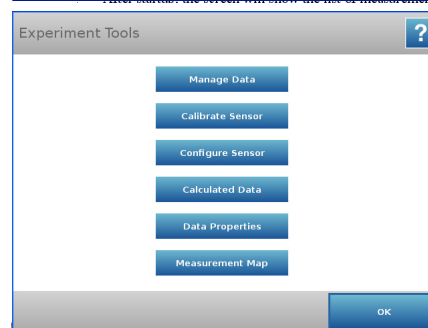 After startup, the screen will show the list of measurement
Experiment Tools
?
Manage Data
Calibrate Sensor
Configure Sensor
Calculated Data
Data Properties
Measurement Map
OK